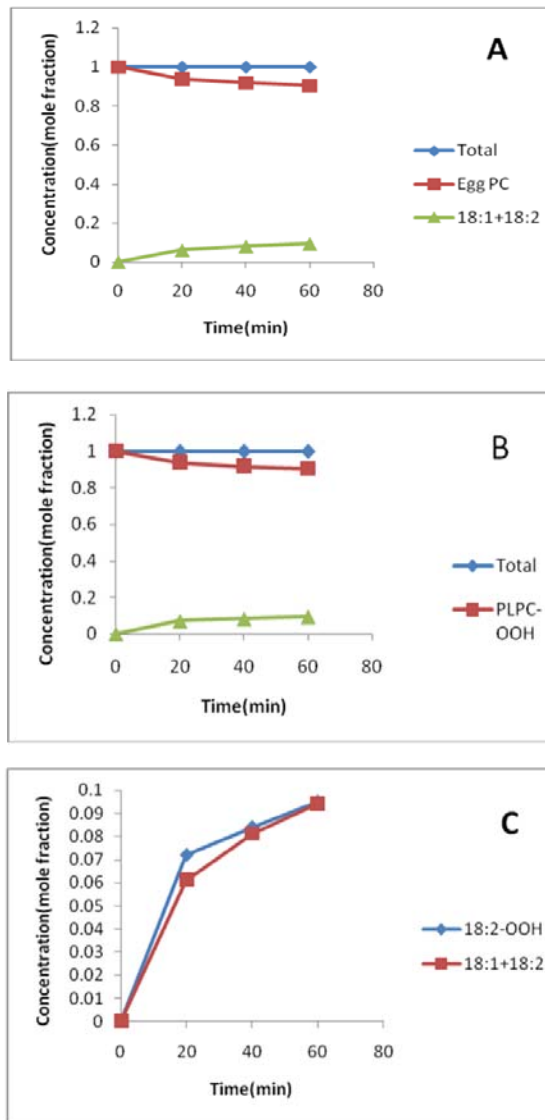 A
Concentration(mole fraction)
1.2
1
0.8
0.6
0.4
0.2
0
0 20 40 60 80
Time(min)
Total
Egg PC
18:1+18:2
B
Concentration(mole fraction)
1.2
1
0.8
0.6
0.4
0.2
0
0 20 40 60 80
Time(min)
Total
PLPC-
OOH
C
Concentration(mole fraction)
0.1
0.09
0.08
0.07
0.06
0.05
0.04
0.03
0.02
0.01
0
0 20 40 60 80
Time(min)
18:2-OOH
18:1+18:2